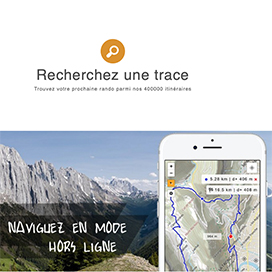 Recherchez une trace
Trouvez votre prochaine rando parmi nos 400000 itinéraires
5.28 km | d+ 406 m
16.5 km | d+ 408 m
NAVIGUEZ EN MODE
HORS LIGNE